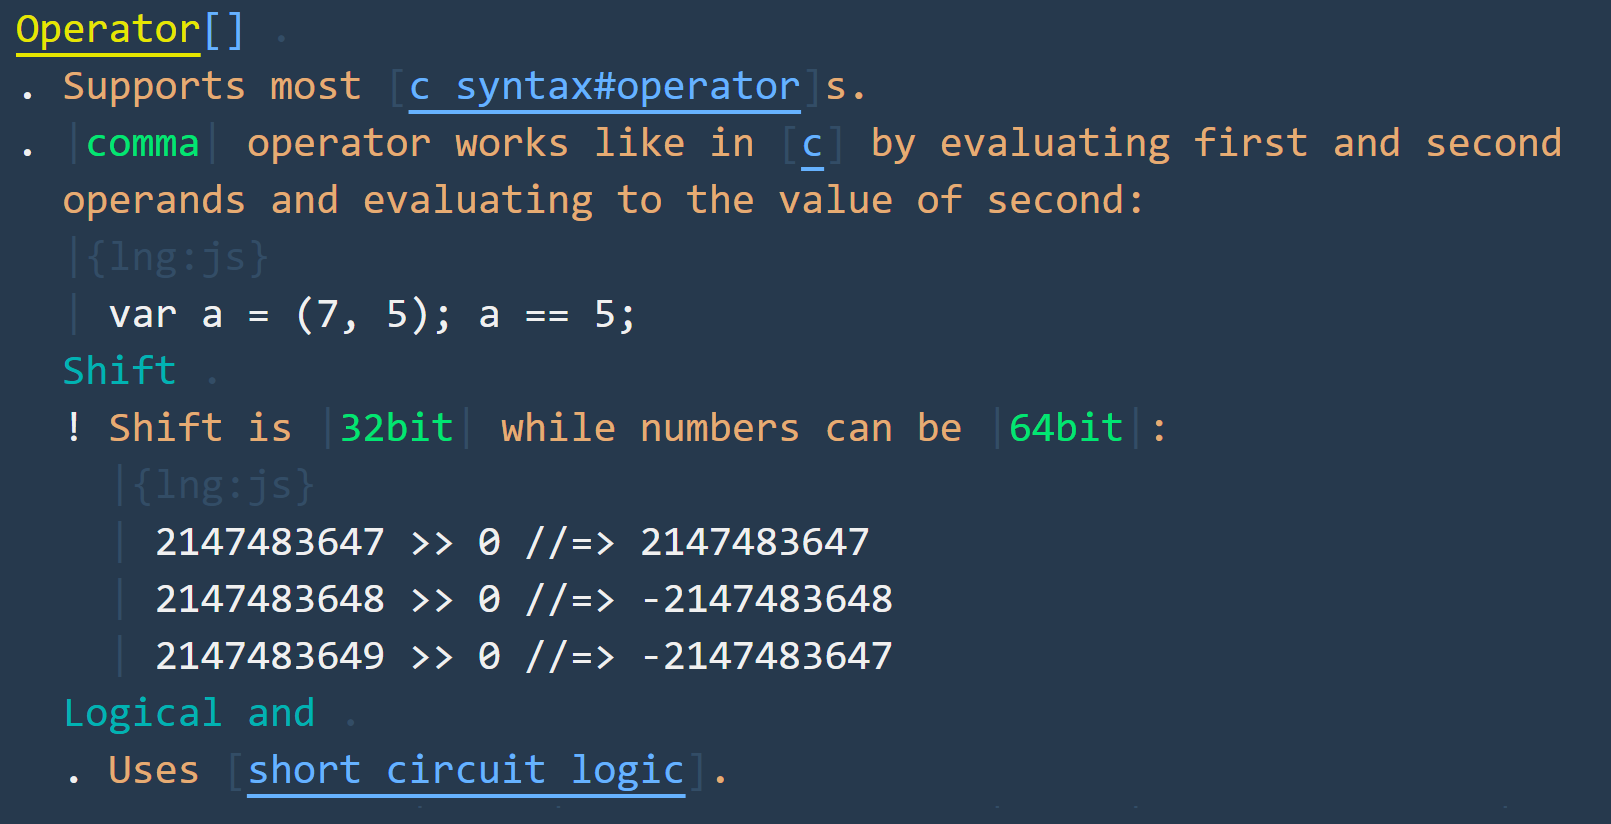 Operator[] .
. Supports most [c syntax#operator]s.
. |comma| operator works like in [c] by evaluating first and second
operands and evaluating to the value of second:
|{lng:js}
| var a = (7, 5); a == 5;
Shift .
! Shift is |32bit| while numbers can be |64bit|:
|{lng:js}
| 2147483647 >> 0 //=> 2147483647
| 2147483648 >> 0 //=> -2147483648
| 2147483649 >> 0 //=> -2147483647
Logical and .
. Uses [short circuit logic].